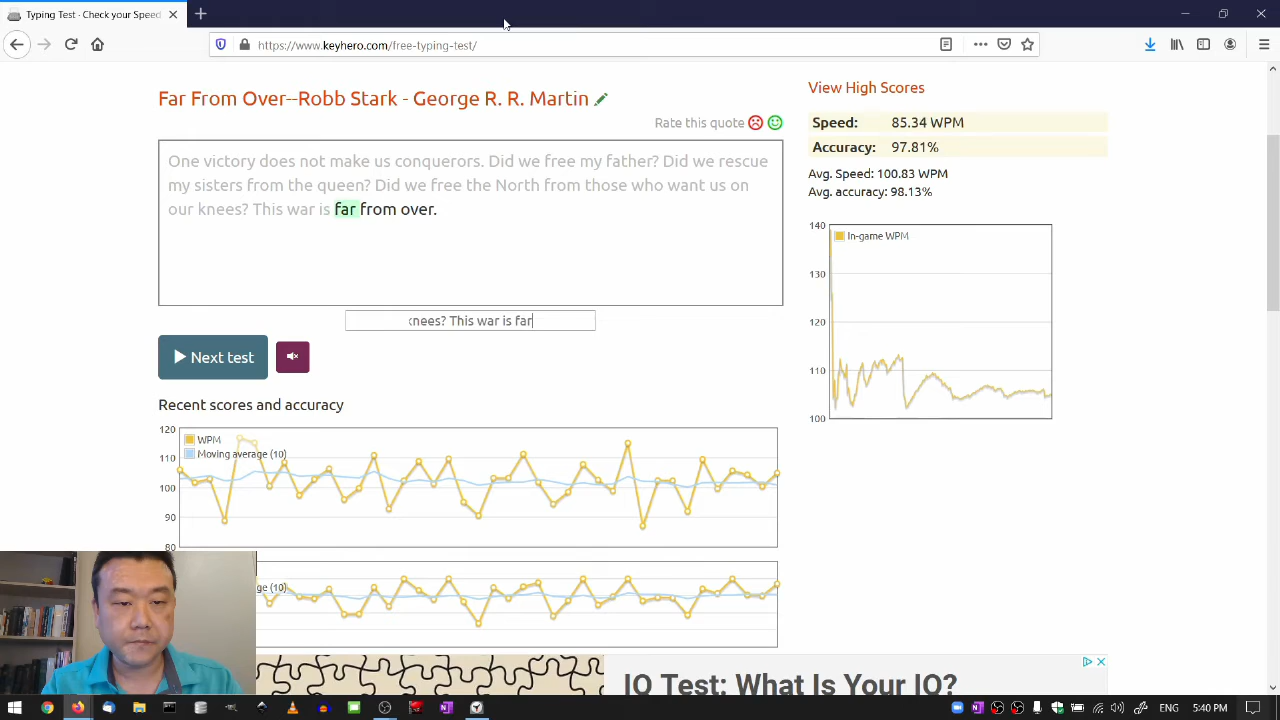 Typing Test - Check your Speed
https://www.keyhero.com/free-typing-test/
Far From Over--Robb Stark - George R. R. Martin
Rate this quote
One victory does not make us conquerors. Did we free my father? Did we rescue
my sisters from the queen? Did we free the North from those who want us on
our knees? This war is far from over.
knees? This war is far
Next test
Recent scores and accuracy
120
WPM
Moving average (10)
110
100
90
80
age (10)
View High Scores
Speed: 85.34 WPM
Accuracy: 97.81%
Avg. Speed: 100.83 WPM
Avg. accuracy: 98.13%
140
In-game WPM
130
120
110
100
IQ Test: What Is Your IQ?
ENG 5:40 PM